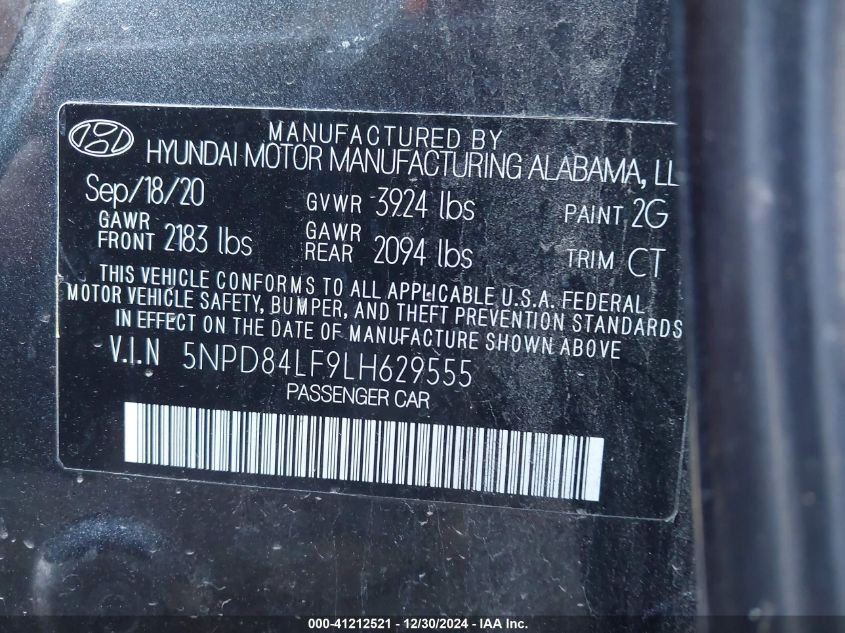 MANUFACTURED BY
HYUNDAI MOTOR MANUFACTURING ALABAMA, LL
Sep/18/20 GVWR 3924 lbs PAINT 2G
GAWR FRONT 2183 lbs GAWR REAR 2094 lbs TRIM CT
THIS VEHICLE CONFORMS TO ALL APPLICABLE U.S.A. FEDERAL
MOTOR VEHICLE SAFETY, BUMPER, AND THEFT PREVENTION STANDARDS
IN EFFECT ON THE DATE OF MANUFACTURE SHOWN ABOVE
V.I.N 5NPD84LF9LH629555
PASSENGER CAR
000-41212521 - 12/30/2024 - IAA Inc.